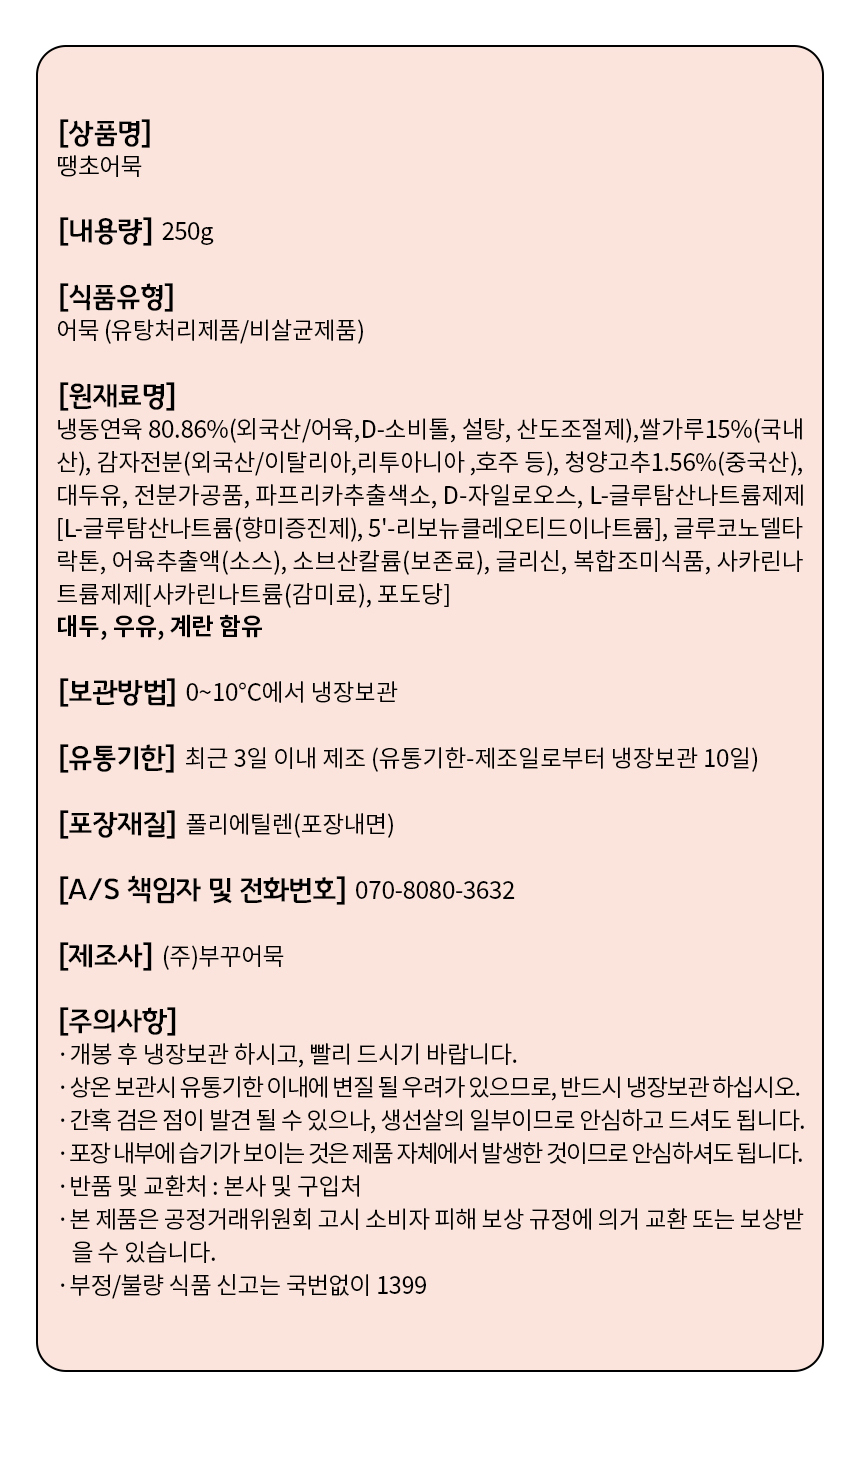 [상품명]
땡초어묵
[내용량] 250g
[식품유형]
어묵 (유탕처리제품/비살균제품)
[원재료명]
냉동연육 80.86%(외국산/어육,D-소비톨, 설탕, 산도조절제),쌀가루15%(국내
산), 감자전분(외국산/이탈리아,리투아니아 ,호주 등), 청양고추1.56%(중국산),
대두유, 전분가공품, 파프리카추출색소, D-자일로오스, L-글루탐산나트륨제제
[L-글루탐산나트륨(향미증진제), 5'-리보뉴클레오티드이나트륨], 글루코노델타
락톤, 어육추출액(소스), 소브산칼륨(보존료), 글리신, 복합조미식품, 사카린나
트륨제제[사카린나트륨(감미료), 포도당]
대두, 우유, 계란 함유
[보관방법] 0~10°C에서 냉장보관
[유통기한] 최근 3일 이내 제조 (유통기한-제조일로부터 냉장보관 10일)
[포장재질] 폴리에틸렌(포장내면)
[A/S 책임자 및 전화번호] 070-8080-3632
[제조사] (주)부꾸어묵
[주의사항]
· 개봉 후 냉장보관 하시고, 빨리 드시기 바랍니다.
· 상온 보관시 유통기한 이내에 변질 될 우려가 있으므로, 반드시 냉장보관 하십시오.
· 간혹 검은 점이 발견 될 수 있으나, 생선살의 일부이므로 안심하고 드셔도 됩니다.
· 포장 내부에 습기가 보이는 것은 제품 자체에서 발생한 것이므로 안심하셔도 됩니다.
· 반품 및 교환처 : 본사 및 구입처
· 본 제품은 공정거래위원회 고시 소비자 피해 보상 규정에 의거 교환 또는 보상받
을 수 있습니다.
· 부정/불량 식품 신고는 국번없이 1399